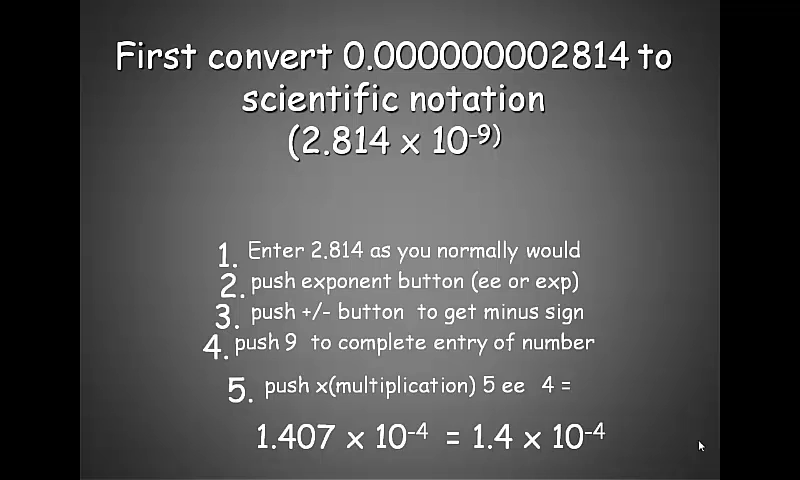 First convert 0.000000002814 to
scientific notation
(2.814 x 10⁻⁹⁾
1. Enter 2.814 as you normally would
2. push exponent button (ee or exp)
3. push +/- button to get minus sign
4. push 9 to complete entry of number
5. push x(multiplication) 5 ee 4 =
1.407 x 10⁻⁴ = 1.4 x 10⁻⁴